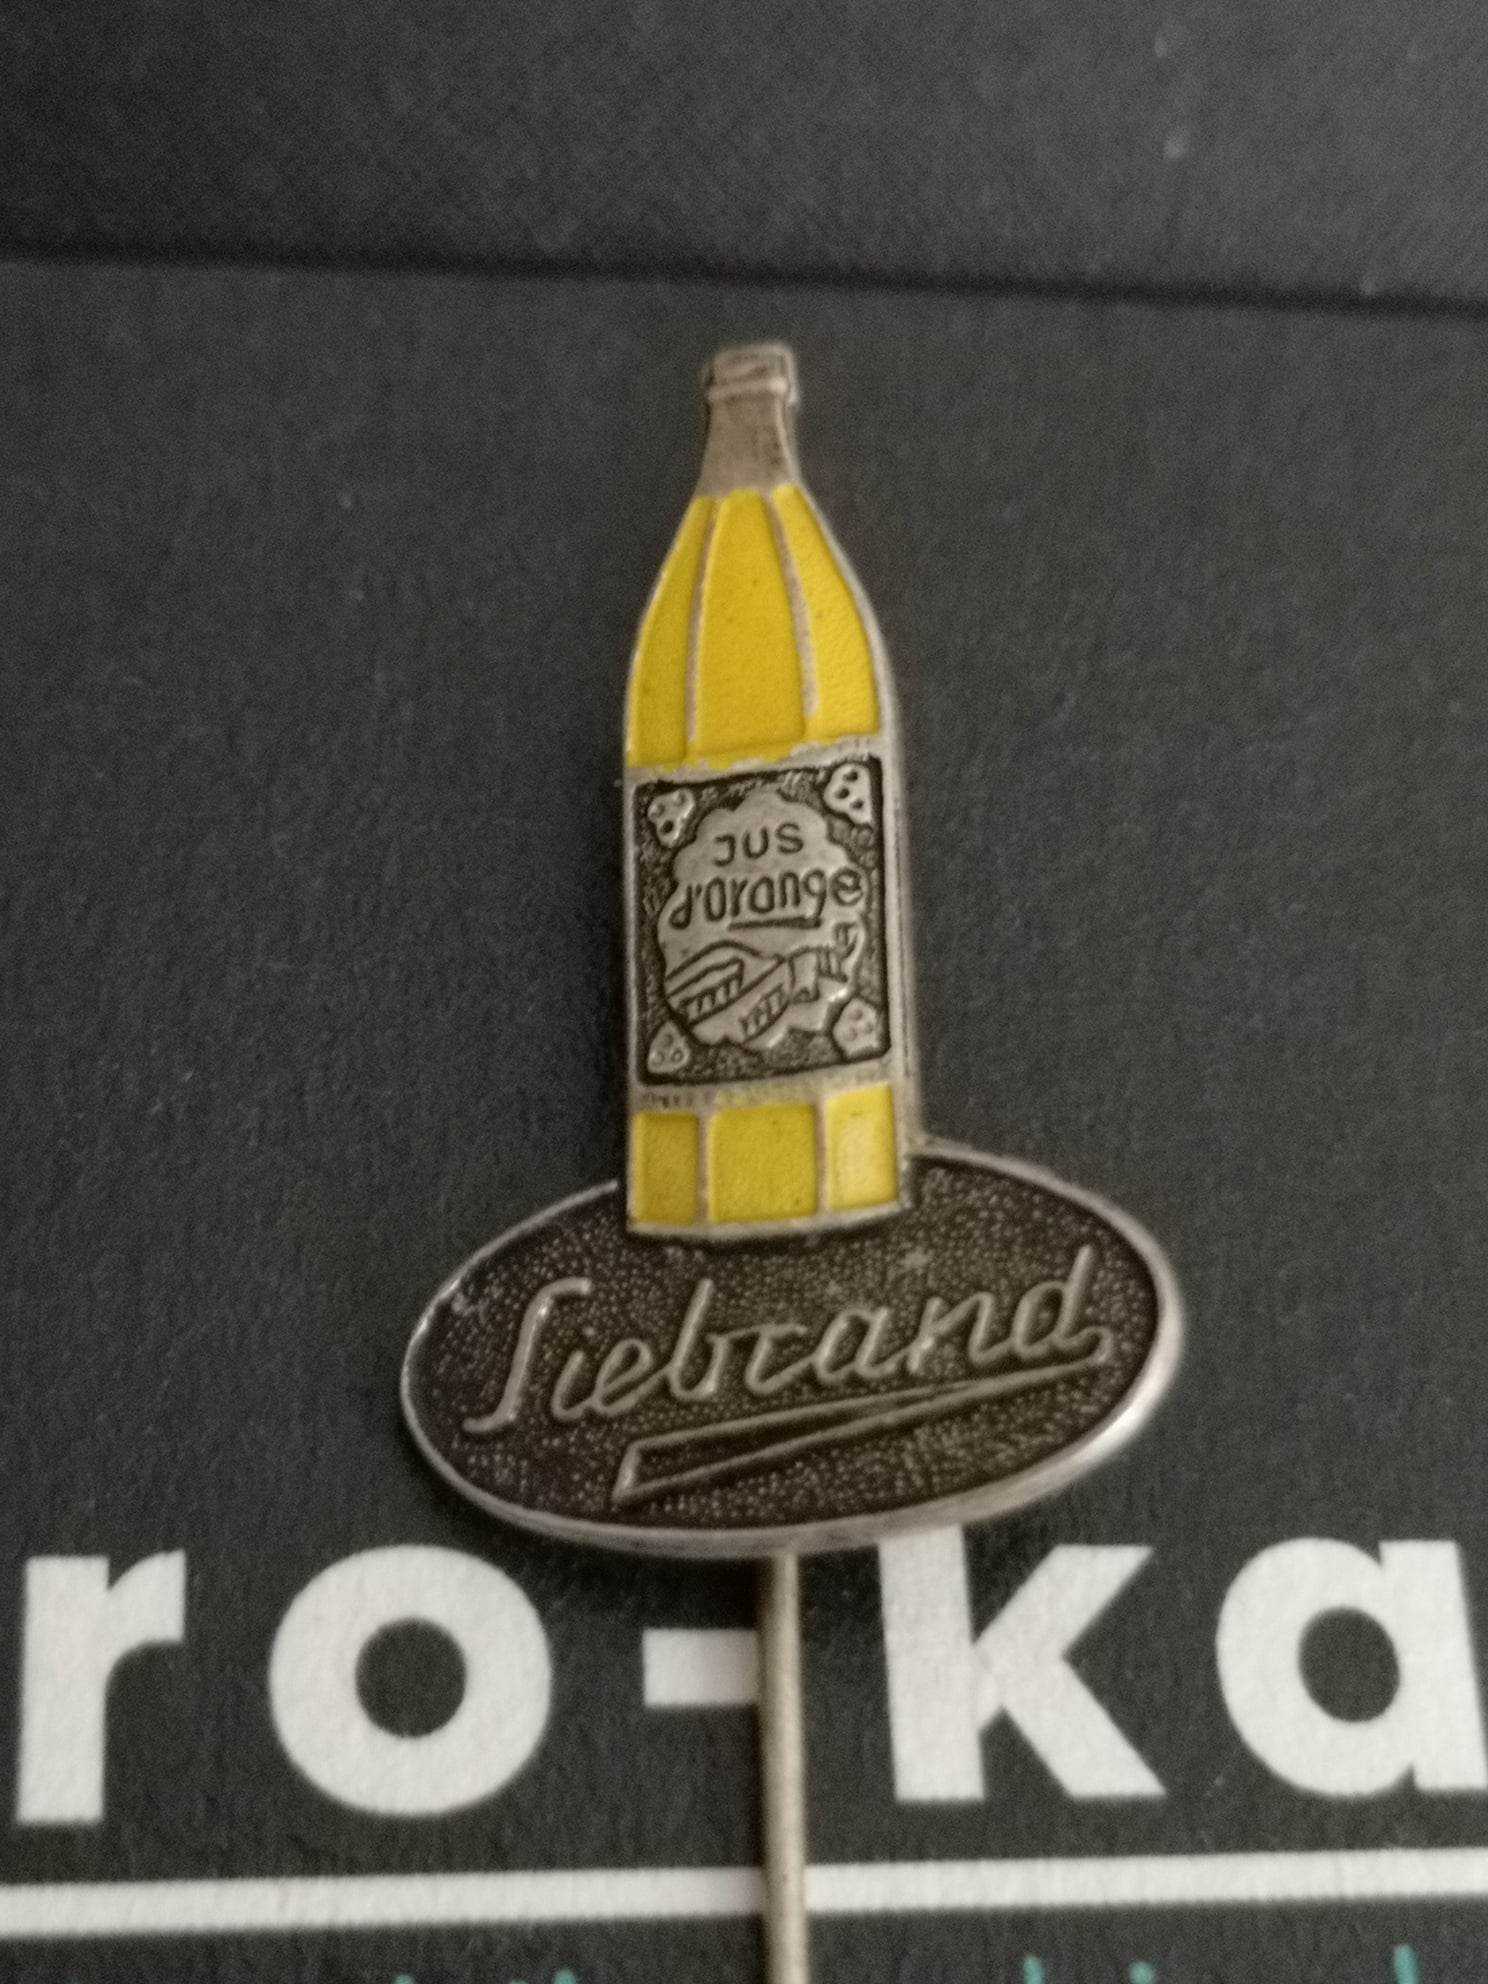 JUS
d'Orange
Siebrand
ro-ka